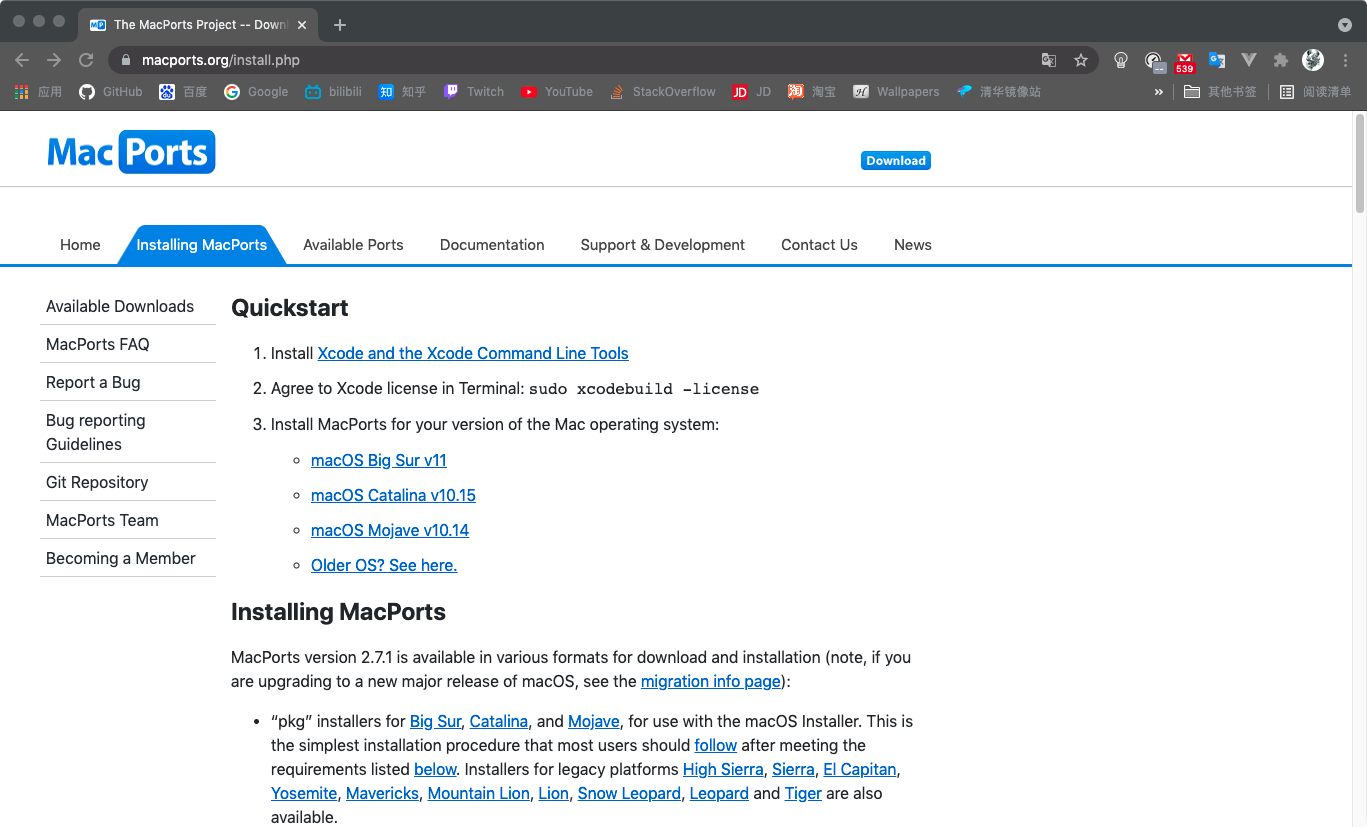 The MacPorts Project -- Down
macports.org/install.php
539
应用 GitHub 百度 Google bilibili 知乎 Twitch YouTube StackOverflow JD 淘宝 Wallpapers 清华镜像站 » 其他书签 阅读清单
MacPorts
Download
Home Installing MacPorts Available Ports Documentation Support & Development Contact Us News
Available Downloads
MacPorts FAQ
Report a Bug
Bug reporting
Guidelines
Git Repository
MacPorts Team
Becoming a Member
Quickstart
1. Install Xcode and the Xcode Command Line Tools
2. Agree to Xcode license in Terminal: sudo xcodebuild -license
3. Install MacPorts for your version of the Mac operating system:
macOS Big Sur v11
macOS Catalina v10.15
macOS Mojave v10.14
Older OS? See here.
Installing MacPorts
MacPorts version 2.7.1 is available in various formats for download and installation (note, if you
are upgrading to a new major release of macOS, see the migration info page):
• “pkg” installers for Big Sur, Catalina, and Mojave, for use with the macOS Installer. This is
the simplest installation procedure that most users should follow after meeting the
requirements listed below. Installers for legacy platforms High Sierra, Sierra, El Capitan,
Yosemite, Mavericks, Mountain Lion, Lion, Snow Leopard, Leopard and Tiger are also
available.